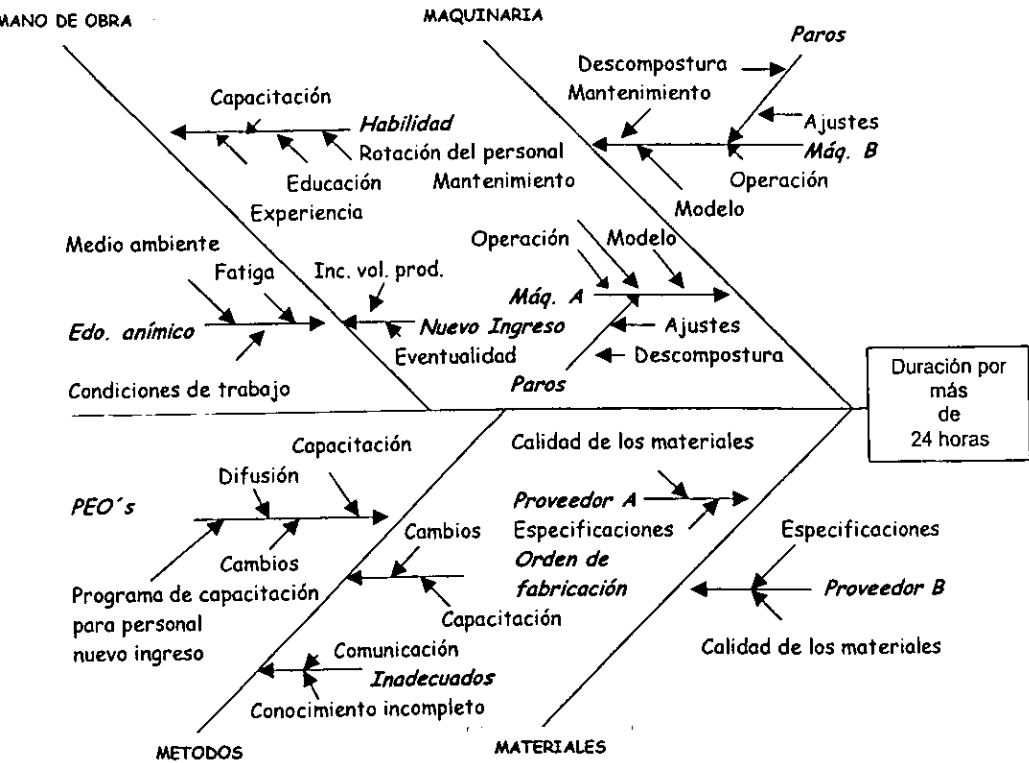 MANO DE OBRA
MAQUINARIA
Paros
Descompostura
Mantenimiento
Ajustes
Máq. B
Operación
Modelo
Capacitación
Habilidad
Rotación del personal
Educación
Experiencia
Mantenimiento
Operación
Modelo
Máq. A
Ajustes
Descompostura
Paros
Medio ambiente
Fatiga
Edo. anímico
Condiciones de trabajo
Inc. vol. prod.
Nuevo Ingreso
Eventualidad
Duración por
más
de
24 horas
Capacitación
Difusión
PEO´s
Cambios
Programa de capacitación
para personal
nuevo ingreso
Cambios
Capacitación
Comunicación
Inadecuados
Conocimiento incompleto
METODOS
Calidad de los materiales
Proveedor A
Especificaciones
Orden de
fabricación
Especificaciones
Proveedor B
Calidad de los materiales
MATERIALES